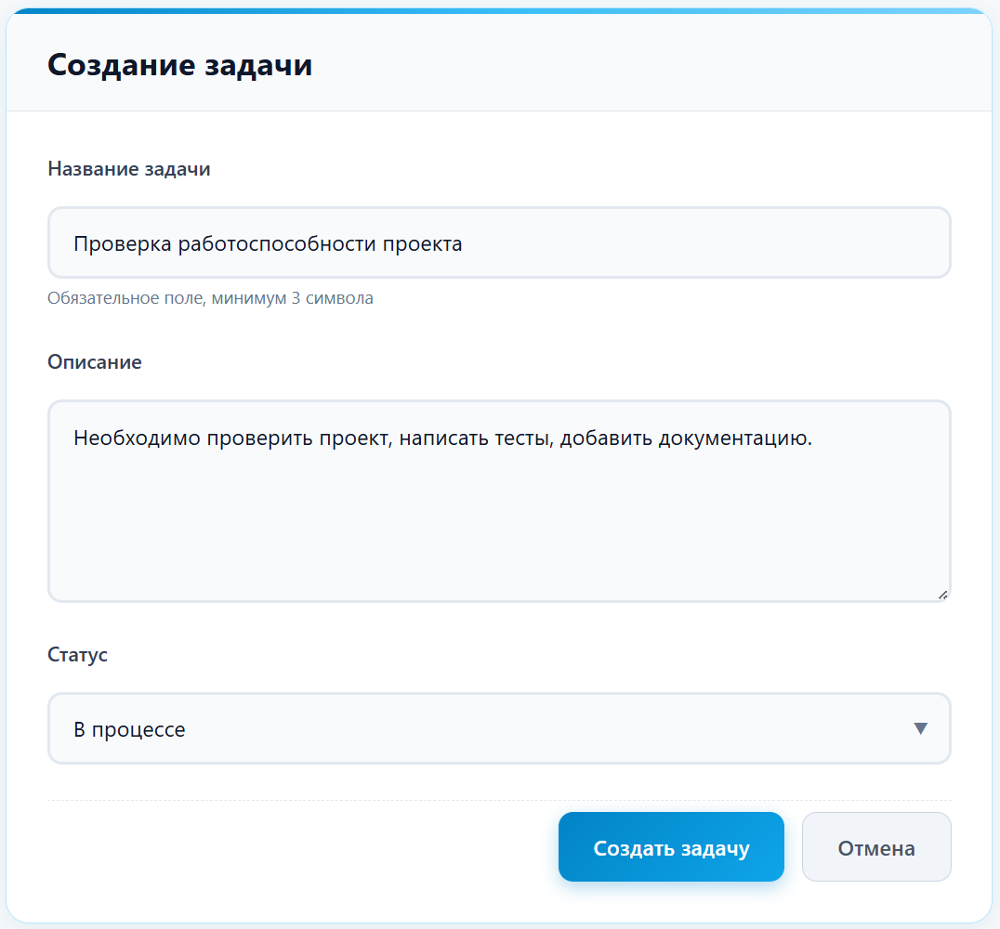 Создание задачи
Название задачи
Проверка работоспособности проекта
Обязательное поле, минимум 3 символа
Описание
Необходимо проверить проект, написать тесты, добавить документацию.
Статус
В процессе
Создать задачу
Отмена